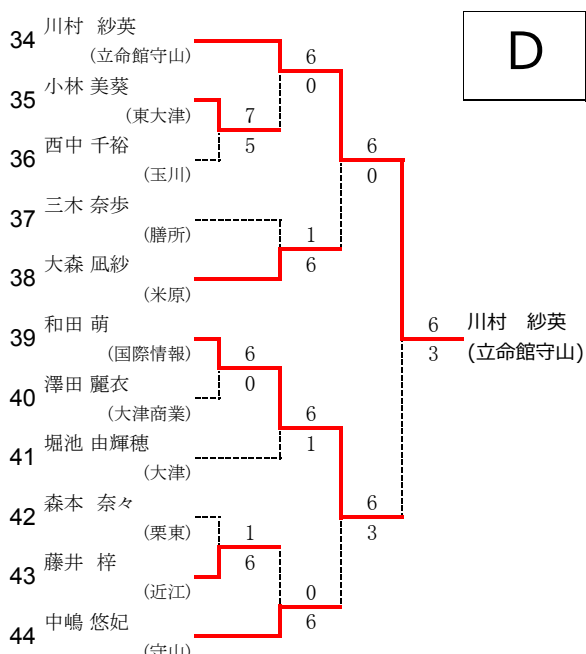 D
34 川村 紗英
(立命館守山)
6
0
35 小林 美葵
(東大津)
7
5
36 西中 千裕
(玉川)
6
0
37 三木 奈歩
(膳所)
1
6
38 大森 凪紗
(米原)
6
3
川村 紗英
(立命館守山)
39 和田 萌
(国際情報)
6
0
40 澤田 麗衣
(大津商業)
6
1
41 堀池 由輝穂
(大津)
42 森本 奈々
(栗東)
6
3
1
6
43 藤井 梓
(近江)
0
6
44 中嶋 悠妃
(守山)